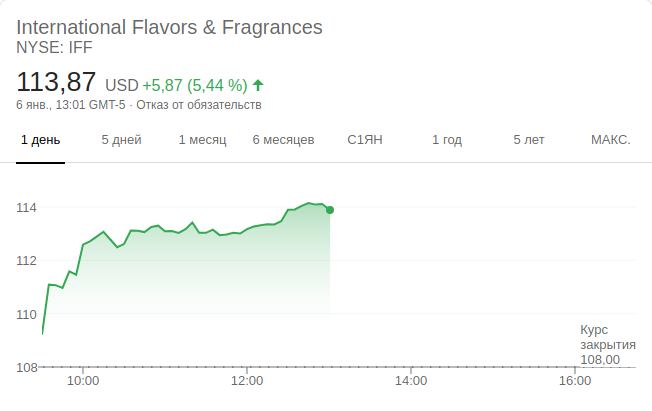 International Flavors & Fragrances
NYSE: IFF
113,87 USD +5,87 (5,44 %)
6 янв., 13:01 GMT-5 · Отказ от обязательств
1 день 5 дней 1 месяц 6 месяцев С1ЯН 1 год 5 лет МАКС.
114
112
110
Курс
закрытия
108,00
108
10:00 12:00 14:00 16:00